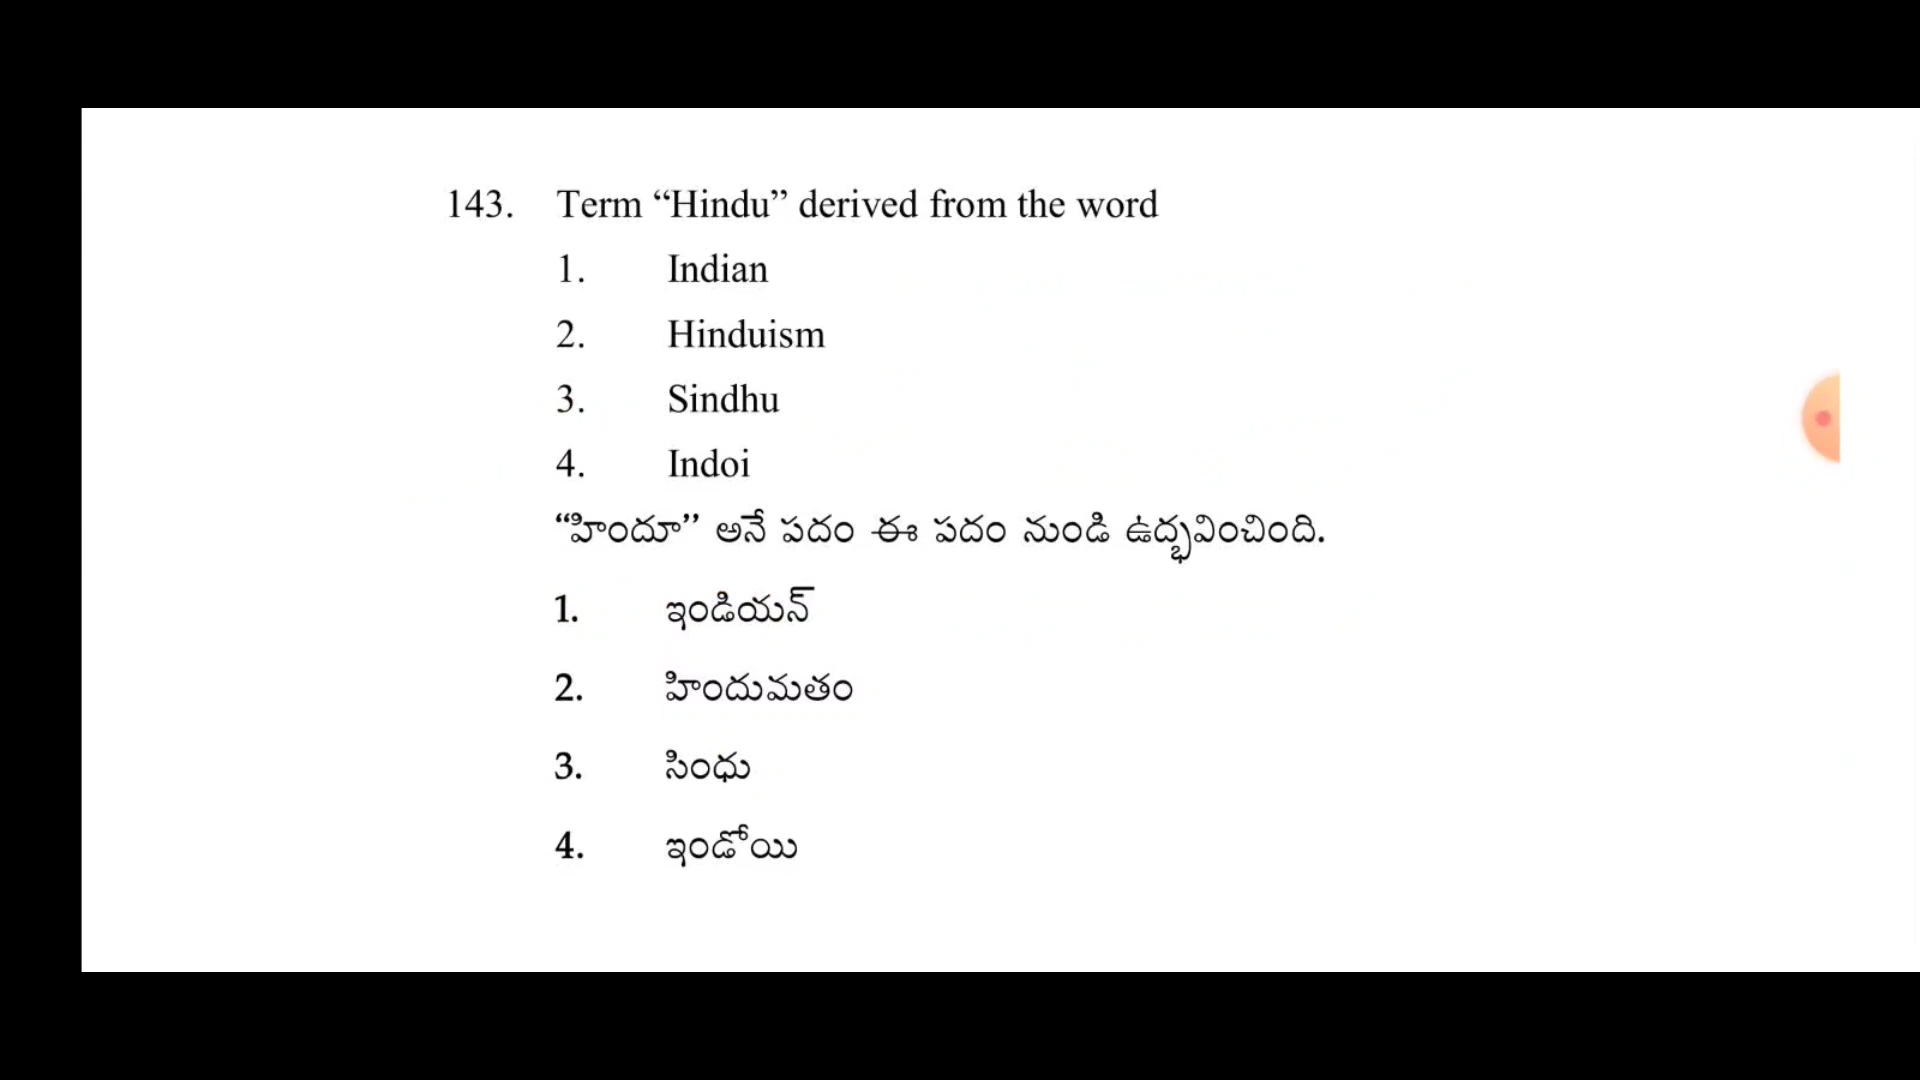 143. Term “Hindu” derived from the word
1. Indian
2. Hinduism
3. Sindhu
4. Indoi
“హిందూ” అనే పదం ఈ పదం నుండి ఉద్భవించింది.
1. ఇండియన్
2. హిందుమతం
3. సింధు
4. ఇండోయి